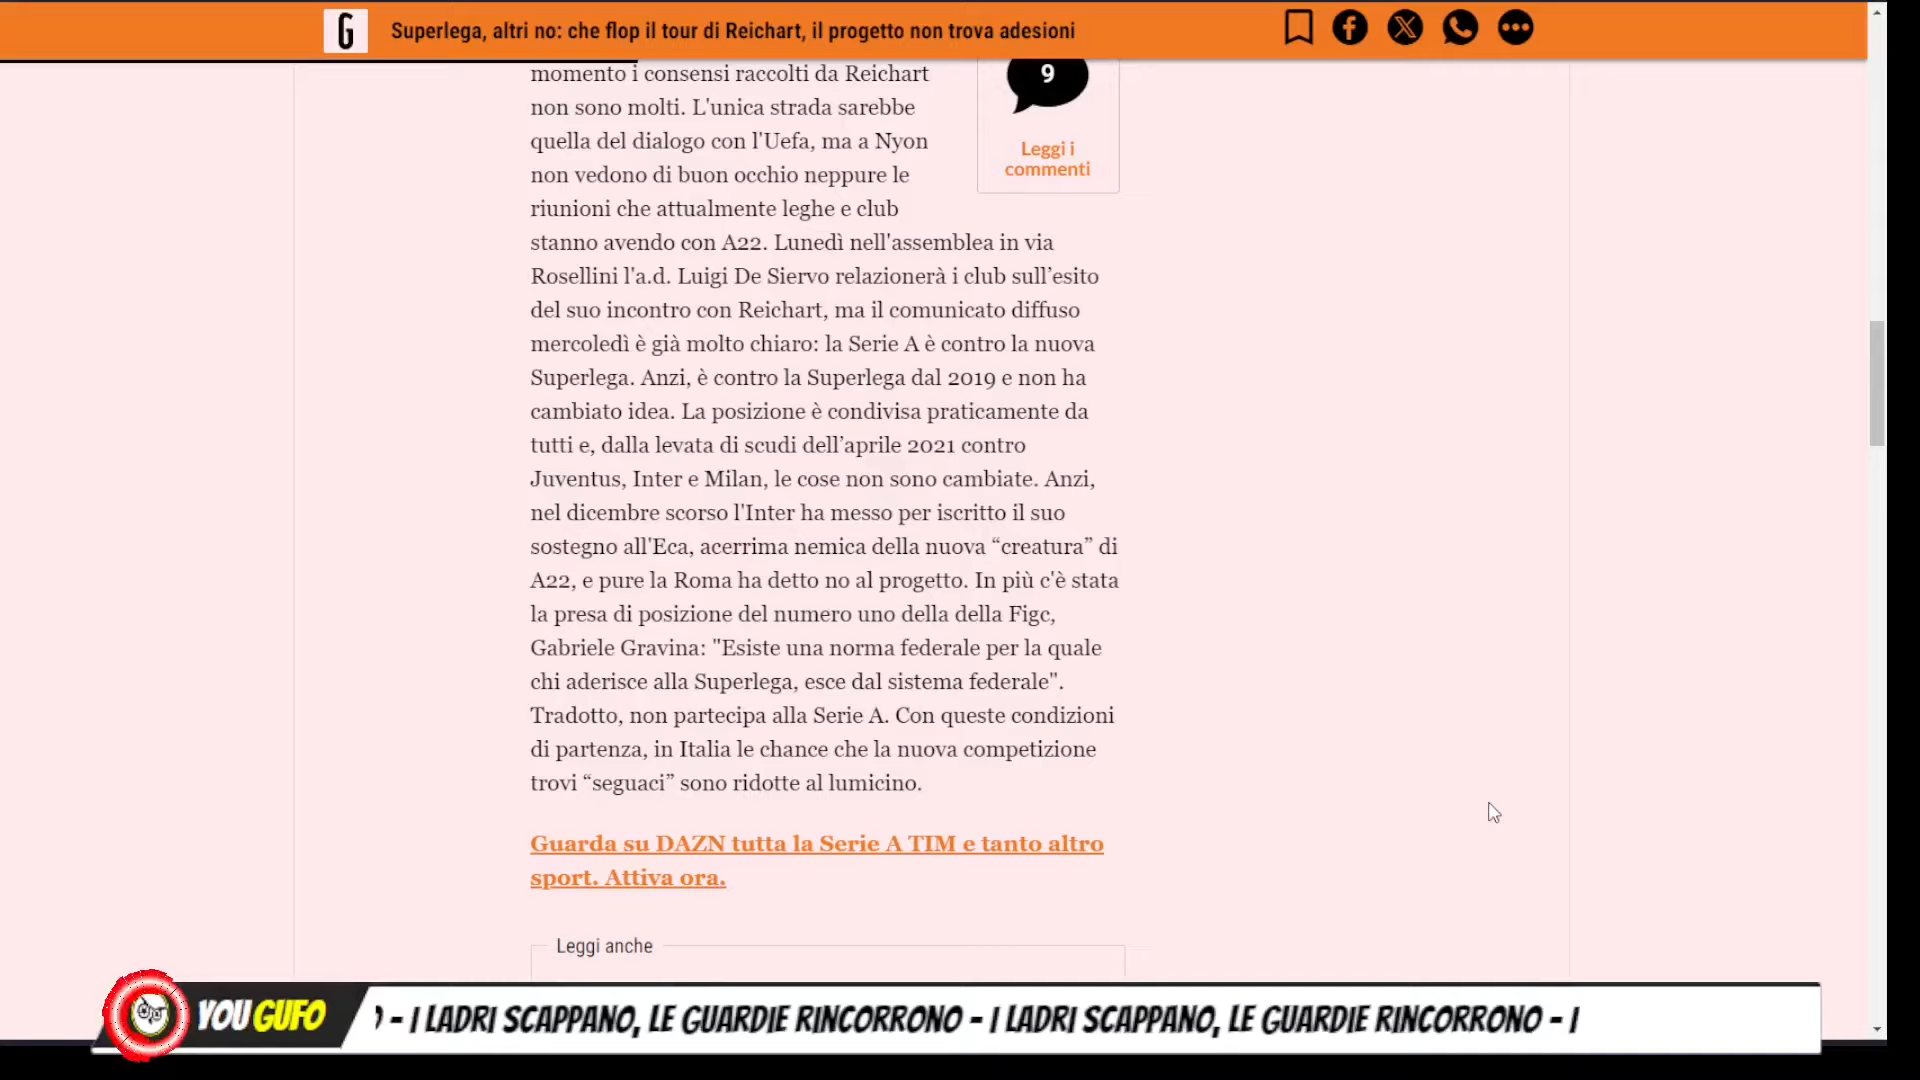 G
Superlega, altri no: che flop il tour di Reichart, il progetto non trova adesioni
momento i consensi raccolti da Reichart
non sono molti. L'unica strada sarebbe
quella del dialogo con l'Uefa, ma a Nyon
non vedono di buon occhio neppure le
riunioni che attualmente leghe e club
stanno avendo con A22. Lunedì nell'assemblea in via
Rosellini l'a.d. Luigi De Siervo relazionerà i club sull’esito
del suo incontro con Reichart, ma il comunicato diffuso
mercoledì è già molto chiaro: la Serie A è contro la nuova
Superlega. Anzi, è contro la Superlega dal 2019 e non ha
cambiato idea. La posizione è condivisa praticamente da
tutti e, dalla levata di scudi dell’aprile 2021 contro
Juventus, Inter e Milan, le cose non sono cambiate. Anzi,
nel dicembre scorso l'Inter ha messo per iscritto il suo
sostegno all'Eca, acerrima nemica della nuova “creatura” di
A22, e pure la Roma ha detto no al progetto. In più c'è stata
la presa di posizione del numero uno della della Figc,
Gabriele Gravina: "Esiste una norma federale per la quale
chi aderisce alla Superlega, esce dal sistema federale".
Tradotto, non partecipa alla Serie A. Con queste condizioni
di partenza, in Italia le chance che la nuova competizione
trovi “seguaci” sono ridotte al lumicino.
9
Leggi i
commenti
Guarda su DAZN tutta la Serie A TIM e tanto altro
sport. Attiva ora.
Leggi anche
YOU GUFO
O - I LADRI SCAPPANO, LE GUARDIE RINCORRONO - I LADRI SCAPPANO, LE GUARDIE RINCORRONO - I